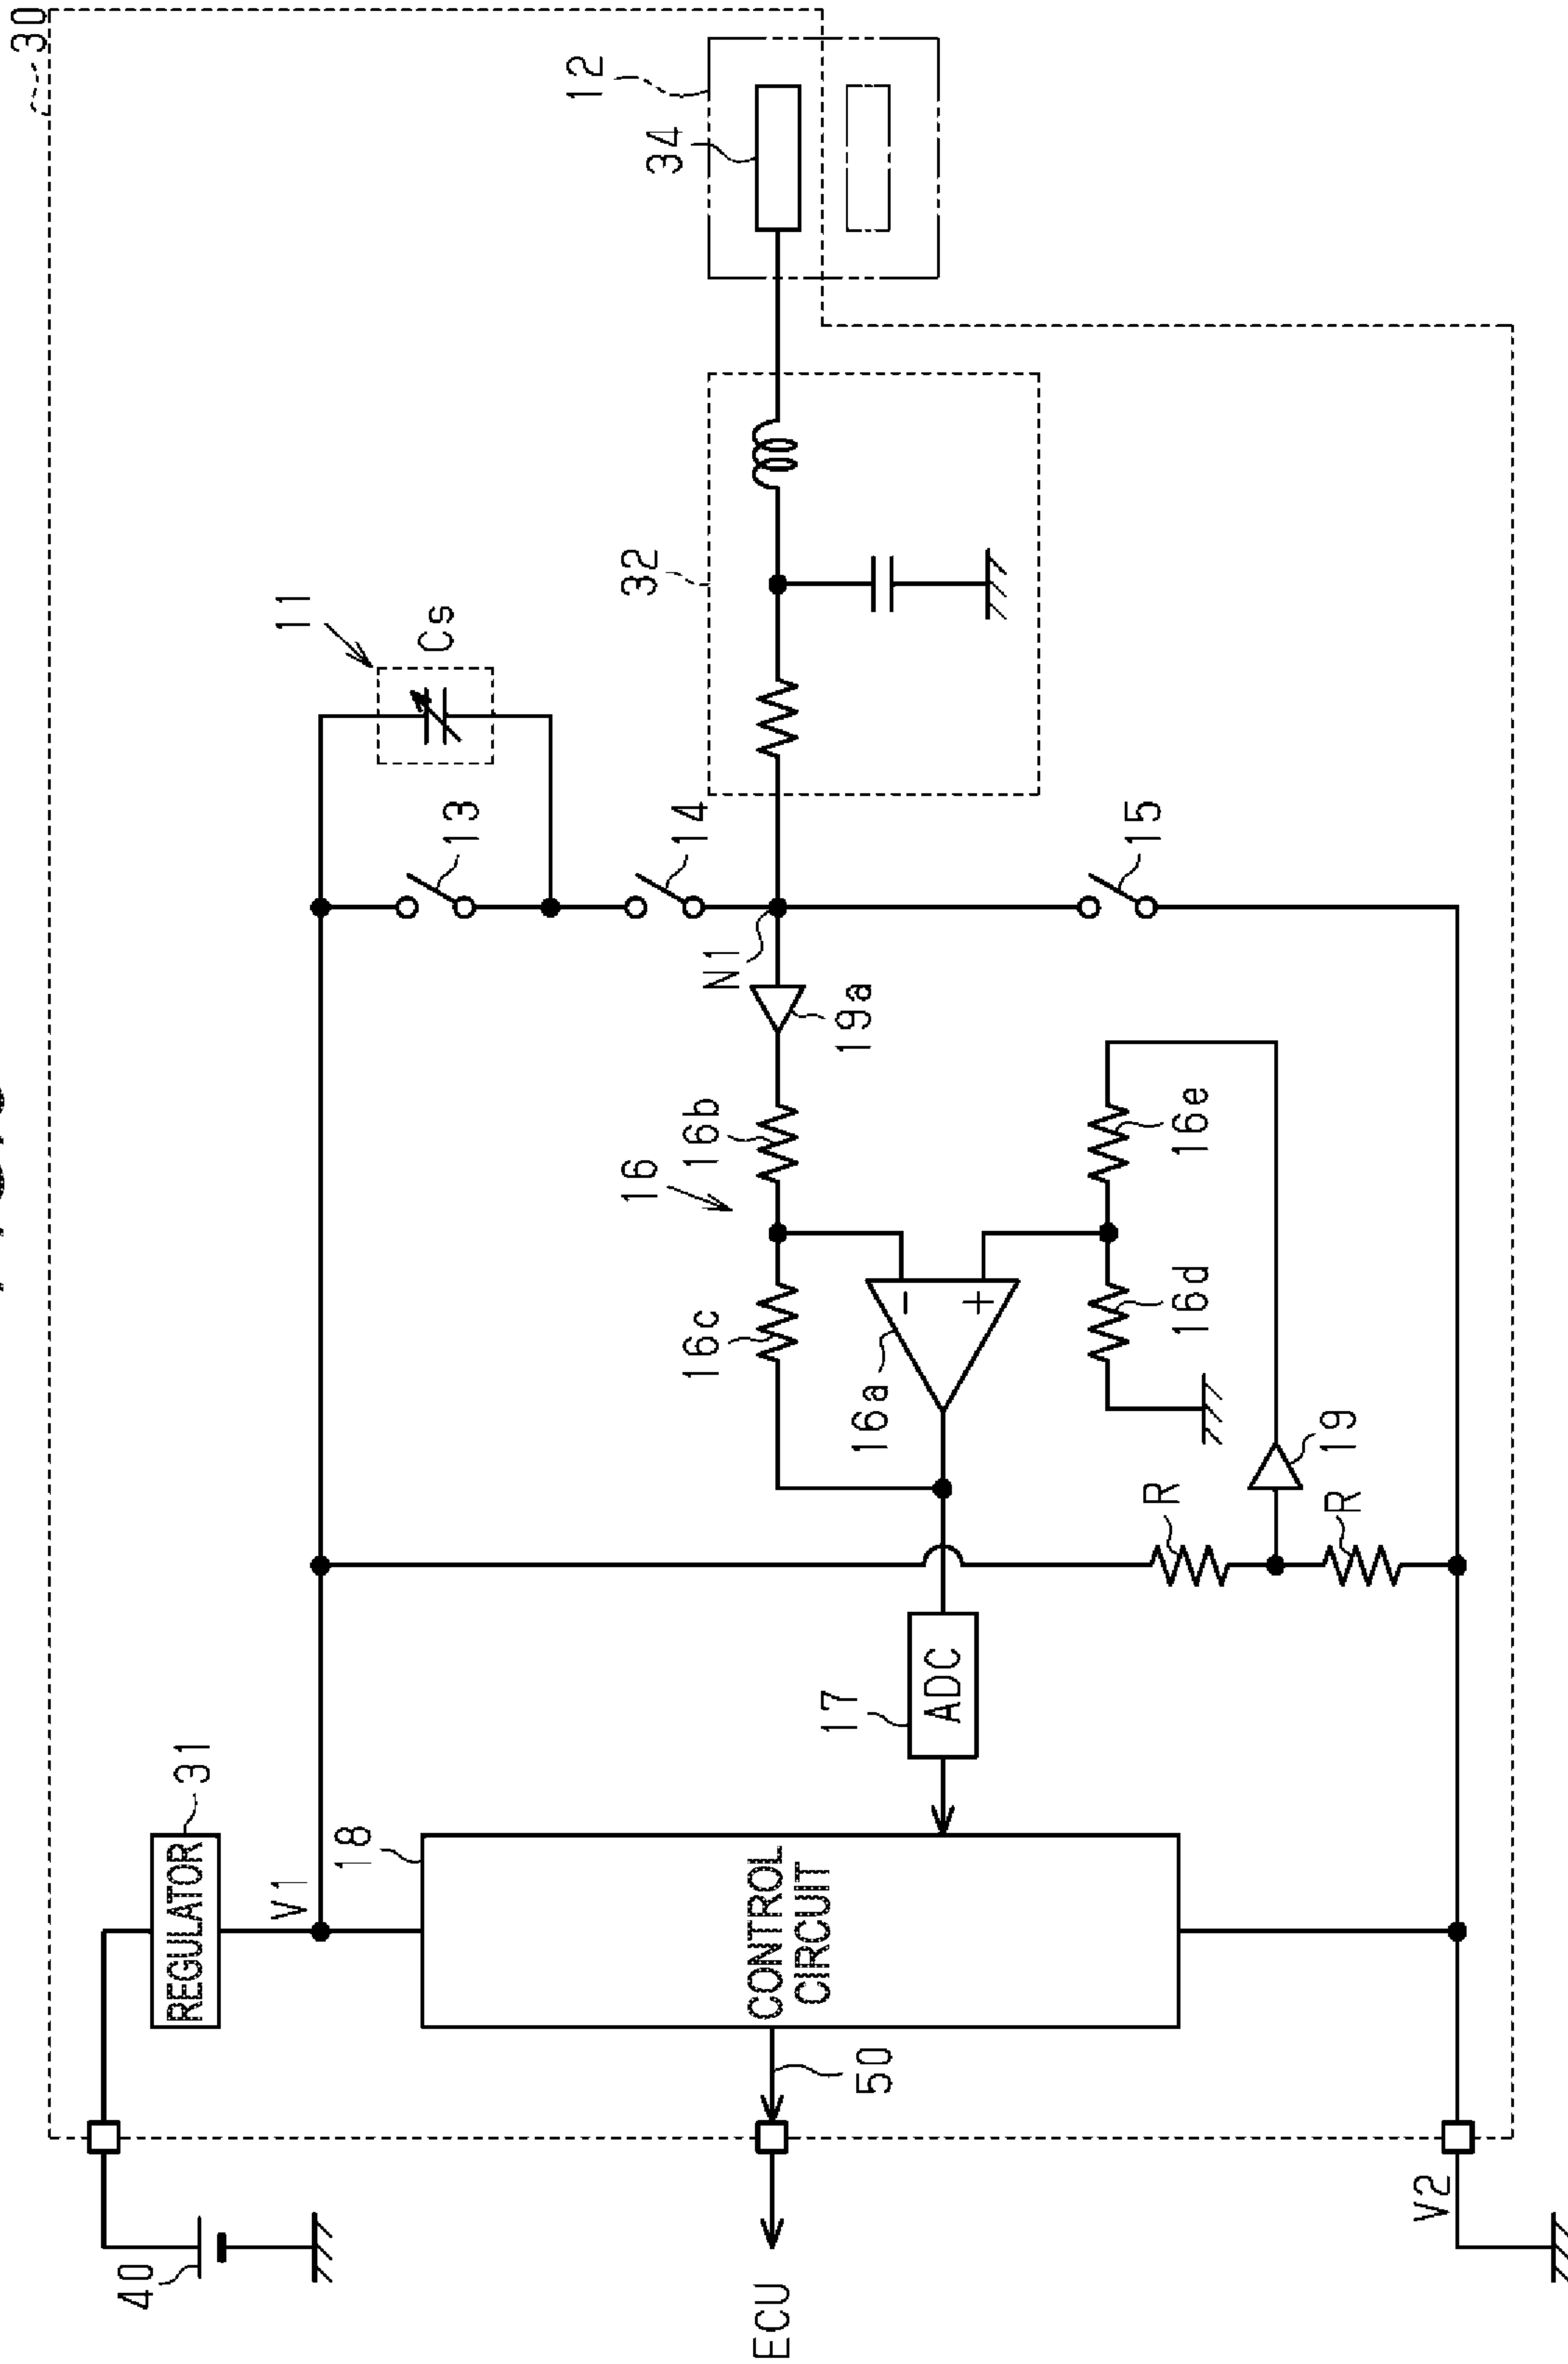 30
12
34
32
11
Cs
13
14
15
N1
19a
16b
16
16e
16c
16d
16a
19
R
R
17
ADC
31
REGULATOR
V1
18
CONTROL
CIRCUIT
50
40
V2
ECU